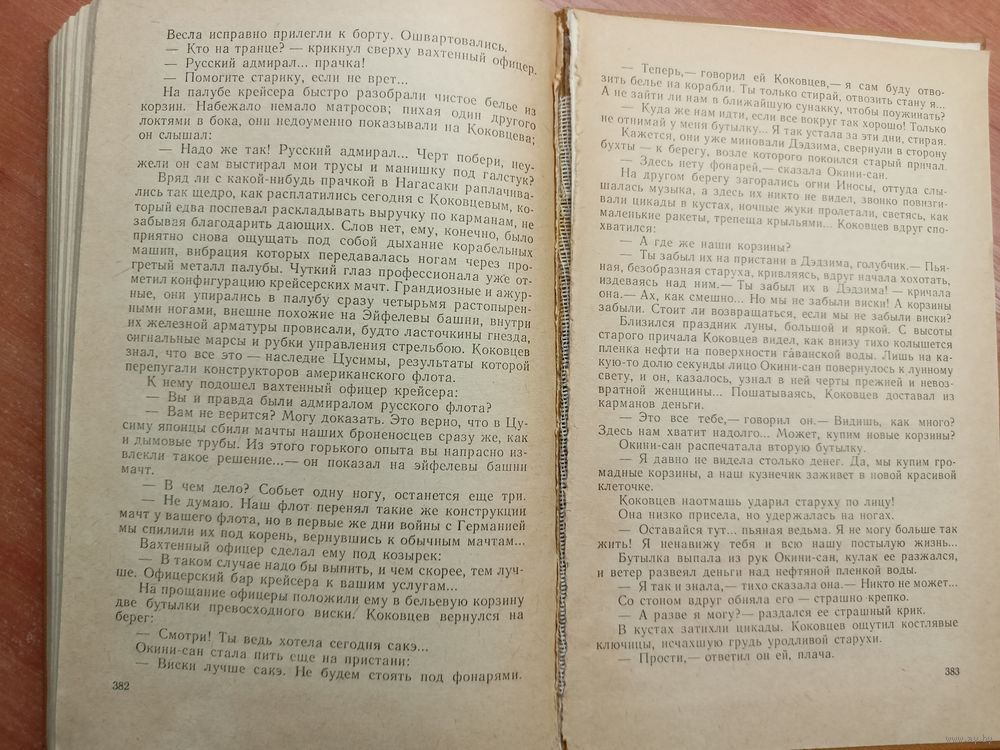 Весла исправно прилегли к борту. Ошвартовались.
— Кто на транце? — крикнул сверху вахтенный офицер.
— Русский адмирал... прачка!
— Помогите старику, если не врет...
На палубе крейсера быстро разобрали чистое белье из
корзин. Набежало немало матросов; пихая один другого
локтями в бока, они недоуменно показывали на Коковцева;
он слышал:
— Надо же так! Русский адмирал... Черт побери, неу-
жели он сам выстирал мои трусы и манишку под галстук?
Вряд ли с какой-нибудь прачкой в Нагасаки раплачива-
лись так щедро, как расплатились сегодня с Коковцевым, ко-
торый едва поспевал раскладывать выручку по карманам, не
забывая благодарить дающих. Слов нет, ему, конечно, было
приятно снова ощущать под собой дыхание корабельных
машин, вибрация которых передавалась ногам через про-
гретый металл палубы. Чуткий глаз профессионала уже от-
метил конфигурацию крейсерских мачт. Грандиозные и ажур-
ные, они упирались в палубу сразу четырьмя растопырен-
ными ногами, внешне похожие на Эйфелевы башни, внутри
их железной арматуры провисали, будто ласточкины гнезда,
сигнальные марсы и рубки управления стрельбою. Коковцев
знал, что все это — наследие Цусимы, результаты которой
перепугали конструкторов американского флота.
К нему подошел вахтенный офицер крейсера:
— Вы и правда были адмиралом русского флота?
— Вам не верится? Могу доказать. Это верно, что в Цу-
симу японцы сбили мачты наших броненосцев сразу же, как
и дымовые трубы. Из этого горького опыта вы напрасно из-
влекли такое решение...— он показал на эйфелевы башни
мачт.
— В чем дело? Собьет одну ногу, останется еще три.
— Не думаю. Наш флот перенял такие же конструкции
мачт у вашего флота, но в первые же дни войны с Германией
мы спилили их под корень, вернувшись к обычным мачтам...
Вахтенный офицер сделал ему под козырек:
— В таком случае надо бы выпить, и чем скорее, тем луч-
ше. Офицерский бар крейсера к вашим услугам...
На прощание офицеры положили ему в бельевую корзину
две бутылки превосходного виски. Коковцев вернулся на
берег:
— Смотри! Ты ведь хотела сегодня сакэ...
Окини-сан стала пить еще на пристани:
— Виски лучше сакэ. Не будем стоять под фонарями.
382
— Теперь,— говорил ей Коковцев,— я сам буду отво-
зить белье на корабли. Ты только стирай, отвозить стану я...
А не зайти ли нам в ближайшую сунакку, чтобы поужинать?
— Куда же нам идти, если все вокруг так хорошо! Только
не отнимай у меня бутылку... Я так устала за эти дни, стирая.
Кажется, они уже миновали Дэдзима, свернули в сторону
бухты — к берегу, возле которого покоился старый причал.
— Здесь нету фонарей,— сказала Окини-сан.
На другом берегу загорались огни Иносы, оттуда слы-
шалась музыка, а здесь их никто не видел, звонко повизги-
вали цикады в кустах, ночные жуки пролетали, светясь, как
маленькие ракеты, трепеща крыльями... Коковцев вдруг спо-
хватился:
— А где же наши корзины?
— Ты забыл их на пристани в Дэдзима, голубчик.— Пья-
ная, безобразная старуха, кривляясь, вдруг начала хохотать,
издеваясь над ним.— Ты забыл их в Дэдзима! — кричала
она.— Ах, как смешно... Но мы не забыли виски! А корзины
забыли. Стоит ли возвращаться, если мы не забыли виски?
Близился праздник луны, большой и яркой. С высоты
старого причала Коковцев видел, как внизу тихо колышется
пленка нефти на поверхности гаванской воды. Лишь на ка-
кую-то долю секунды лицо Окини-сан повернулось к лунному
свету, и он, казалось, узнал в ней черты прежней и невоз-
вратной женщины... Пошатываясь, Коковцев доставал из
карманов деньги.
— Это все тебе,— говорил он.— Видишь, как много?
Здесь нам хватит надолго... Может, купим новые корзины?
Окини-сан распечатала вторую бутылку.
— Я давно не видела столько денег. Да, мы купим гро-
мадные корзины, а наш кузнечик заживет в новой красивой
клеточке.
Коковцев наотмашь ударил старуху по лицу!
Она низко присела, но удержалась на ногах.
— Оставайся тут... пьяная ведьма. Я не могу больше так
жить! Я ненавижу тебя и всю нашу постылую жизнь...
Бутылка выпала из рук Окини-сан, кулак ее разжался,
и ветер развеял деньги над нефтяной пленкой воды.
— Я так и знала,— тихо сказала она.— Никто не может...
Со стоном вдруг обняла его — страшно крепко.
— А разве я могу? — раздался ее страшный крик.
В кустах затихли цикады. Коковцев ощутил костлявые
ключицы, исчахшую грудь уродливой старухи.
— Прости,— ответил он ей, плача.
383
www.ay.by